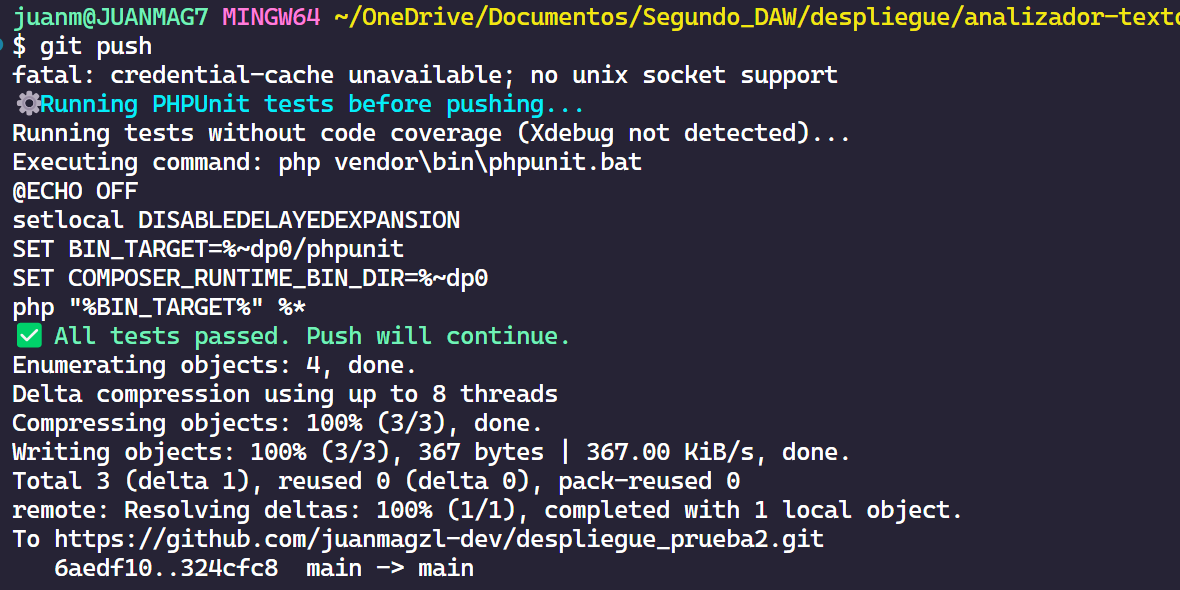 juanm@JUANMAG7 MINGW64 ~/OneDrive/Documentos/Segundo_DAW/despliegue/analizador-texto
$ git push
fatal: credential-cache unavailable; no unix socket support
⚙️Running PHPUnit tests before pushing...
Running tests without code coverage (Xdebug not detected)...
Executing command: php vendor\bin\phpunit.bat
@ECHO OFF
setlocal DISABLEDELAYEDEXPANSION
SET BIN_TARGET=%~dp0/phpunit
SET COMPOSER_RUNTIME_BIN_DIR=%~dp0
php "%BIN_TARGET%" %*
✅ All tests passed. Push will continue.
Enumerating objects: 4, done.
Delta compression using up to 8 threads
Compressing objects: 100% (3/3), done.
Writing objects: 100% (3/3), 367 bytes | 367.00 KiB/s, done.
Total 3 (delta 1), reused 0 (delta 0), pack-reused 0
remote: Resolving deltas: 100% (1/1), completed with 1 local object.
To https://github.com/juanmagzl-dev/despliegue_prueba2.git
   6aedf10..324cfc8  main -> main